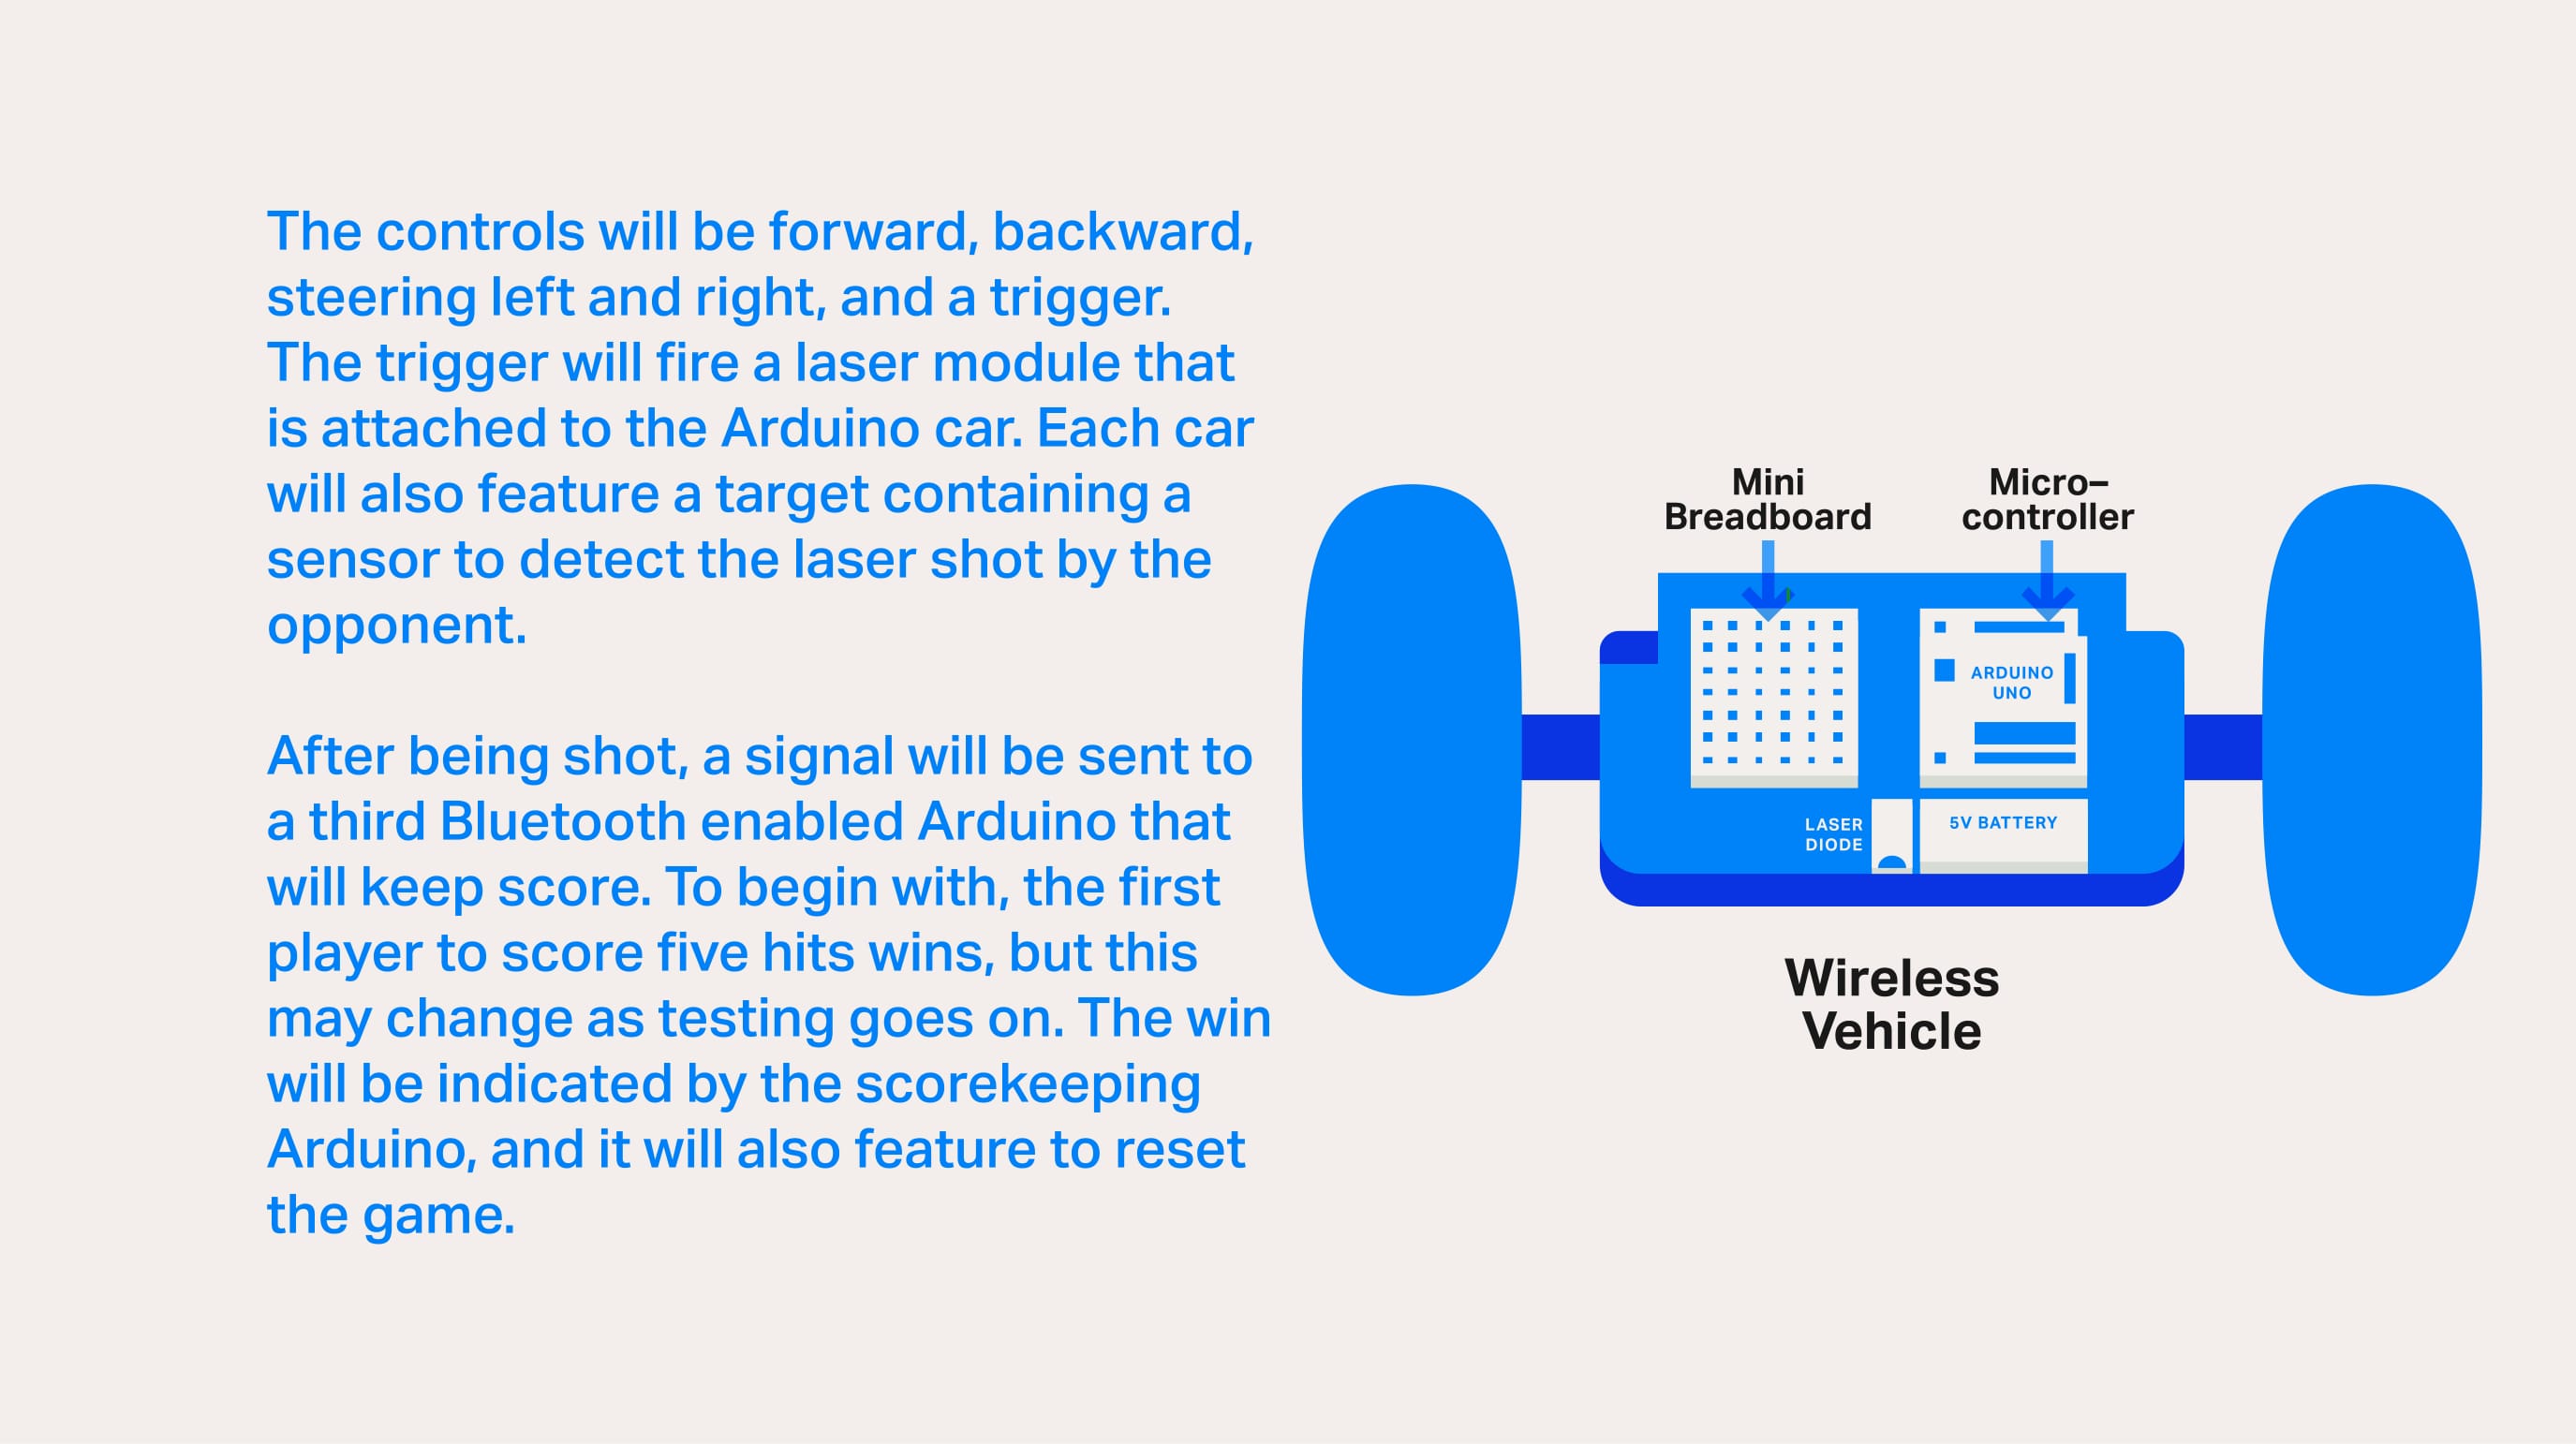 The controls will be forward, backward,
steering left and right, and a trigger.
The trigger will fire a laser module that
is attached to the Arduino car. Each car
will also feature a target containing a
sensor to detect the laser shot by the
opponent.
After being shot, a signal will be sent to
a third Bluetooth enabled Arduino that
will keep score. To begin with, the first
player to score five hits wins, but this
may change as testing goes on. The win
will be indicated by the scorekeeping
Arduino, and it will also feature to reset
the game.
Mini
Breadboard
Micro–
controller
ARDUINO
UNO
LASER
DIODE
5V BATTERY
Wireless
Vehicle